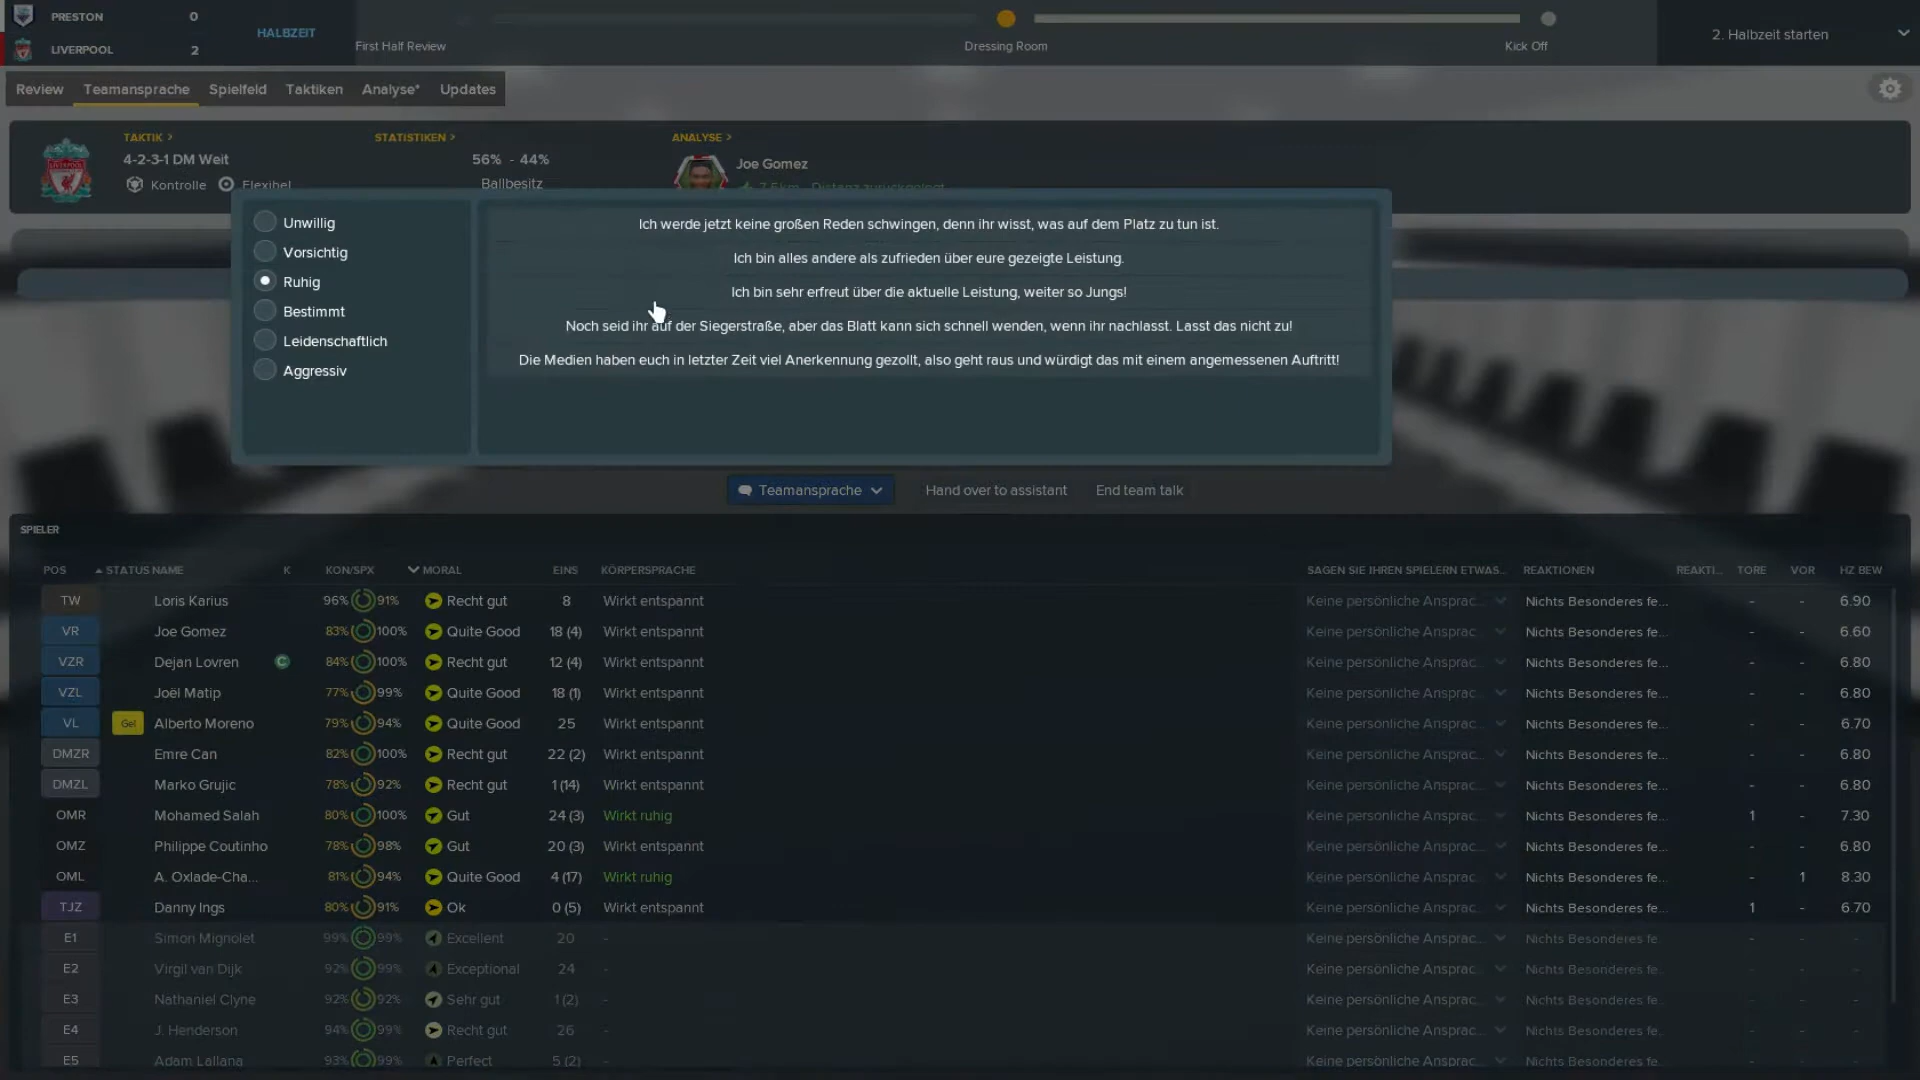 PRESTON 0
LIVERPOOL 2
HALBZEIT
First Half Review
Dressing Room
Kick Off
2. Halbzeit starten
Review Teamansprache Spielfeld Taktiken Analyse* Updates
TAKTIK >
4-2-3-1 DM Weit
Kontrolle Flexibel
STATISTIKEN >
56% - 44%
Ballbesitz
ANALYSE >
Joe Gomez
7.5km - Distanz zurückgelegt
Unwillig
Vorsichtig
Ruhig
Bestimmt
Leidenschaftlich
Aggressiv
Ich werde jetzt keine großen Reden schwingen, denn ihr wisst, was auf dem Platz zu tun ist.
Ich bin alles andere als zufrieden über eure gezeigte Leistung.
Ich bin sehr erfreut über die aktuelle Leistung, weiter so Jungs!
Noch seid ihr auf der Siegerstraße, aber das Blatt kann sich schnell wenden, wenn ihr nachlasst. Lasst das nicht zu!
Die Medien haben euch in letzter Zeit viel Anerkennung gezollt, also geht raus und würdigt das mit einem angemessenen Auftritt!
Teamansprache Hand over to assistant End team talk
SPIELER
POS STATUS NAME K KON/SPX MORAL EINS KÖRPERSPRACHE SAGEN SIE IHREN SPIELERN ETWAS... REAKTIONEN REAKTI... TORE VOR HZ BEW
TW Loris Karius 96% 91% Recht gut 8 Wirkt entspannt Keine persönliche Ansprac... Nichts Besonderes fe... - - 6.90
VR Joe Gomez 83% 100% Quite Good 18 (4) Wirkt entspannt Keine persönliche Ansprac... Nichts Besonderes fe... - - 6.60
VZR Dejan Lovren C 84% 100% Recht gut 12 (4) Wirkt entspannt Keine persönliche Ansprac... Nichts Besonderes fe... - - 6.80
VZL Joël Matip 77% 99% Quite Good 18 (1) Wirkt entspannt Keine persönliche Ansprac... Nichts Besonderes fe... - - 6.80
VL Gel Alberto Moreno 79% 94% Quite Good 25 Wirkt entspannt Keine persönliche Ansprac... Nichts Besonderes fe... - - 6.70
DMZR Emre Can 82% 100% Recht gut 22 (2) Wirkt entspannt Keine persönliche Ansprac... Nichts Besonderes fe... - - 6.80
DMZL Marko Grujic 78% 92% Recht gut 1 (14) Wirkt entspannt Keine persönliche Ansprac... Nichts Besonderes fe... - - 6.80
OMR Mohamed Salah 80% 100% Gut 24 (3) Wirkt ruhig Keine persönliche Ansprac... Nichts Besonderes fe... 1 - 7.30
OMZ Philippe Coutinho 78% 98% Gut 20 (3) Wirkt entspannt Keine persönliche Ansprac... Nichts Besonderes fe... - - 6.80
OML A. Oxlade-Cha... 81% 94% Quite Good 4 (17) Wirkt ruhig Keine persönliche Ansprac... Nichts Besonderes fe... - 1 8.30
TJZ Danny Ings 80% 91% Ok 0 (5) Wirkt entspannt Keine persönliche Ansprac... Nichts Besonderes fe... 1 - 6.70
E1 Simon Mignolet 99% 99% Excellent 20 - Keine persönliche Ansprac... Nichts Besonderes fe... - - -
E2 Virgil van Dijk 92% 99% Exceptional 24 - Keine persönliche Ansprac... Nichts Besonderes fe... - - -
E3 Nathaniel Clyne 92% 92% Sehr gut 1 (2) - Keine persönliche Ansprac... Nichts Besonderes fe... - - -
E4 J. Henderson 94% 99% Recht gut 26 - Keine persönliche Ansprac... Nichts Besonderes fe... - - -
E5 Adam Lallana 93% 99% Perfect 5 (2) - Keine persönliche Ansprac... Nichts Besonderes fe... - - -